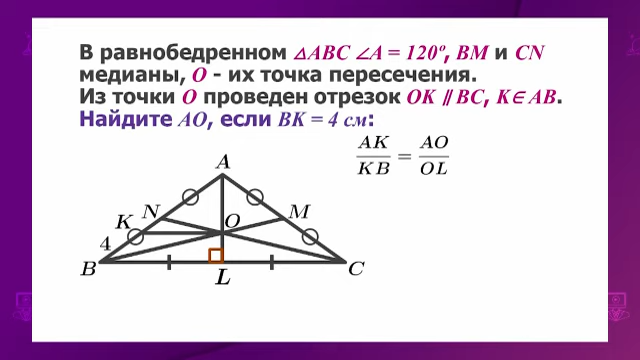 В равнобедренном △ABC ∠A = 120º, BM и CN
медианы, O - их точка пересечения.
Из точки O проведен отрезок OK ∥ BC, K∈ AB.
Найдите AO, если BK = 4 см:
AK/KB = AO/OL
A
N
M
K
O
4
B
L
C